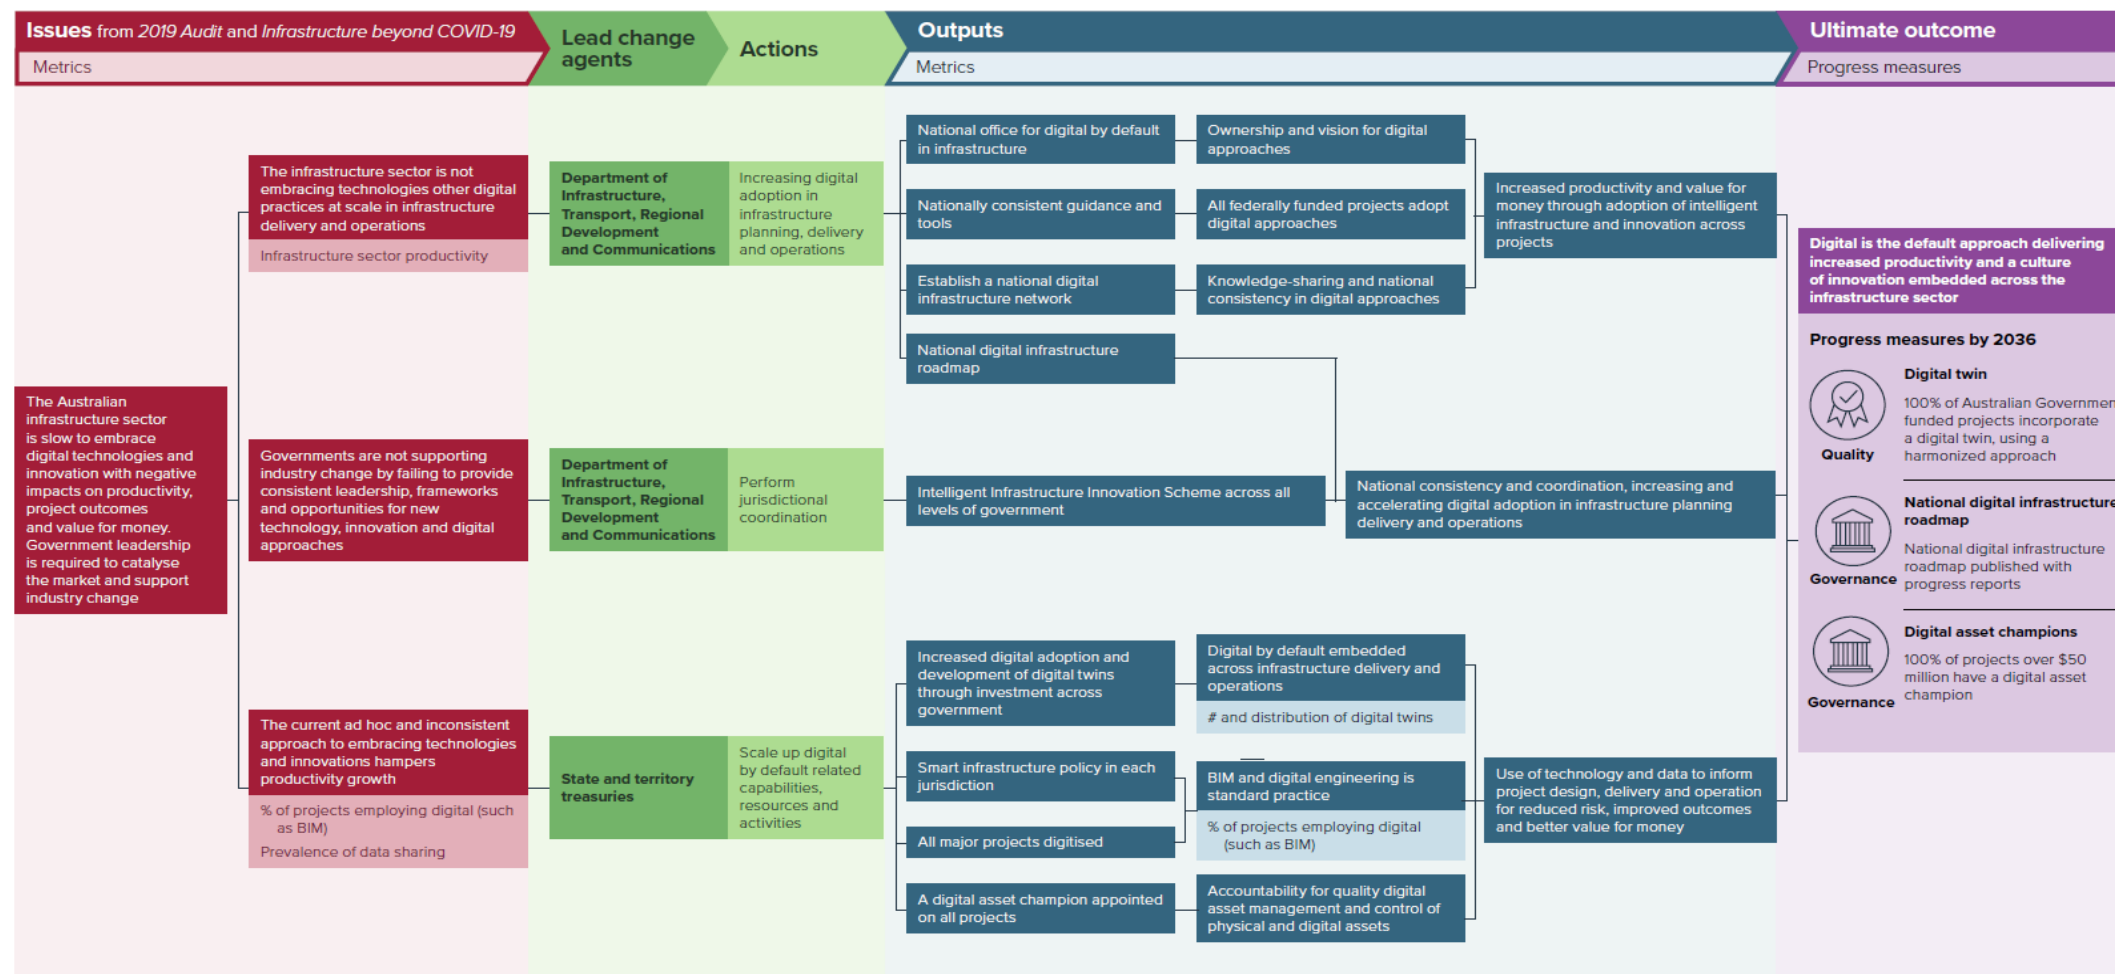 Issues from 2019 Audit and Infrastructure beyond COVID-19
Metrics
Lead change
agents
Actions
Outputs
Metrics
Ultimate outcome
Progress measures
The Australian
infrastructure sector
is slow to embrace
digital technologies and
innovation with negative
impacts on productivity,
project outcomes
and value for money.
Government leadership
is required to catalyse
the market and support
industry change
The infrastructure sector is not
embracing technologies other digital
practices at scale in infrastructure
delivery and operations
Infrastructure sector productivity
Department of
Infrastructure,
Transport, Regional
Development
and Communications
Increasing digital
adoption in
infrastructure
planning, delivery
and operations
National office for digital by default
in infrastructure
Ownership and vision for digital
approaches
Nationally consistent guidance and
tools
All federally funded projects adopt
digital approaches
Establish a national digital
infrastructure network
Knowledge-sharing and national
consistency in digital approaches
National digital infrastructure
roadmap
Increased productivity and value for
money through adoption of intelligent
infrastructure and innovation across
projects
Governments are not supporting
industry change by failing to provide
consistent leadership, frameworks
and opportunities for new
technology, innovation and digital
approaches
Department of
Infrastructure,
Transport, Regional
Development
and Communications
Perform
jurisdictional
coordination
Intelligent Infrastructure Innovation Scheme across all
levels of government
National consistency and coordination, increasing and
accelerating digital adoption in infrastructure planning
delivery and operations
The current ad hoc and inconsistent
approach to embracing technologies
and innovations hampers
productivity growth
% of projects employing digital (such
as BIM)
Prevalence of data sharing
State and territory
treasuries
Scale up digital
by default related
capabilities,
resources and
activities
Increased digital adoption and
development of digital twins
through investment across
government
Digital by default embedded
across infrastructure delivery and
operations
# and distribution of digital twins
Smart infrastructure policy in each
jurisdiction
All major projects digitised
BIM and digital engineering is
standard practice
% of projects employing digital
(such as BIM)
A digital asset champion appointed
on all projects
Accountability for quality digital
asset management and control of
physical and digital assets
Use of technology and data to inform
project design, delivery and operation
for reduced risk, improved outcomes
and better value for money
Digital is the default approach delivering
increased productivity and a culture
of innovation embedded across the
infrastructure sector
Progress measures by 2036
Quality
Digital twin
100% of Australian Governmen
funded projects incorporate
a digital twin, using a
harmonized approach
Governance
National digital infrastructure
roadmap
National digital infrastructure
roadmap published with
progress reports
Governance
Digital asset champions
100% of projects over $50
million have a digital asset
champion